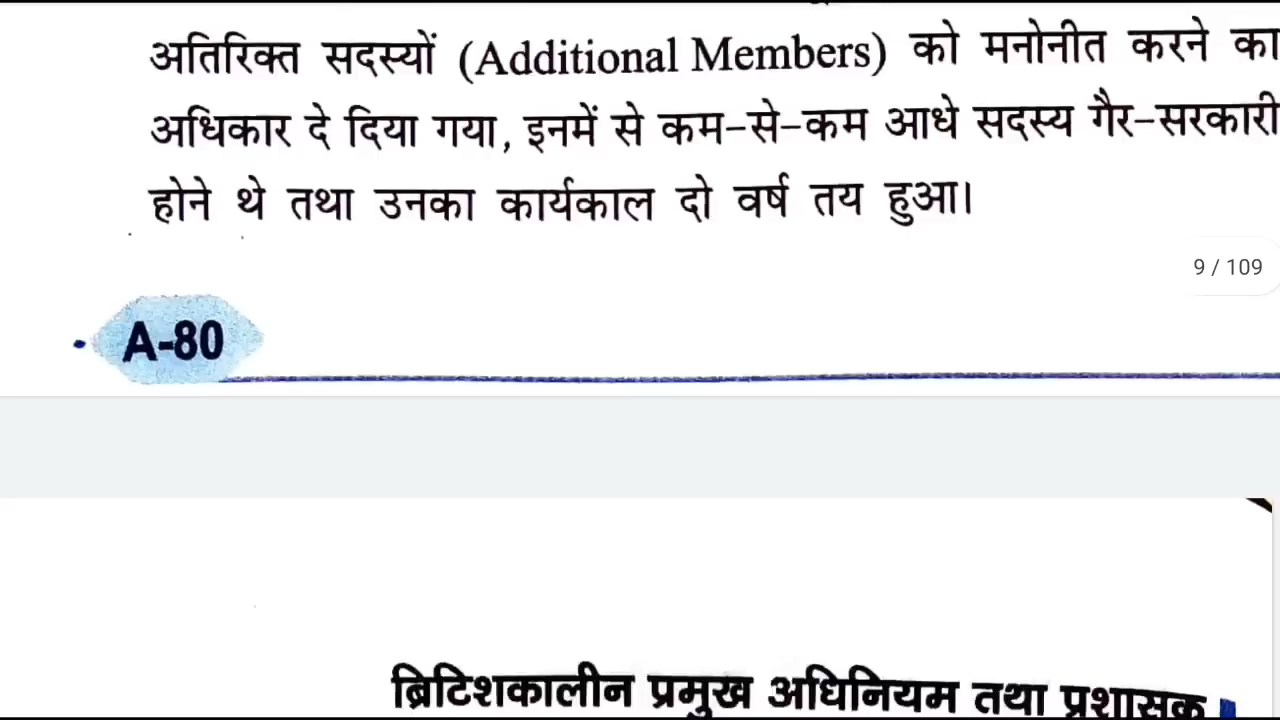 अतिरिक्त सदस्यों (Additional Members) को मनोनीत करने का
अधिकार दे दिया गया, इनमें से कम-से-कम आधे सदस्य गैर-सरकारी
होने थे तथा उनका कार्यकाल दो वर्ष तय हुआ।
9 / 109
A-80
ब्रिटिशकालीन प्रमुख अधिनियम तथा प्रशासक